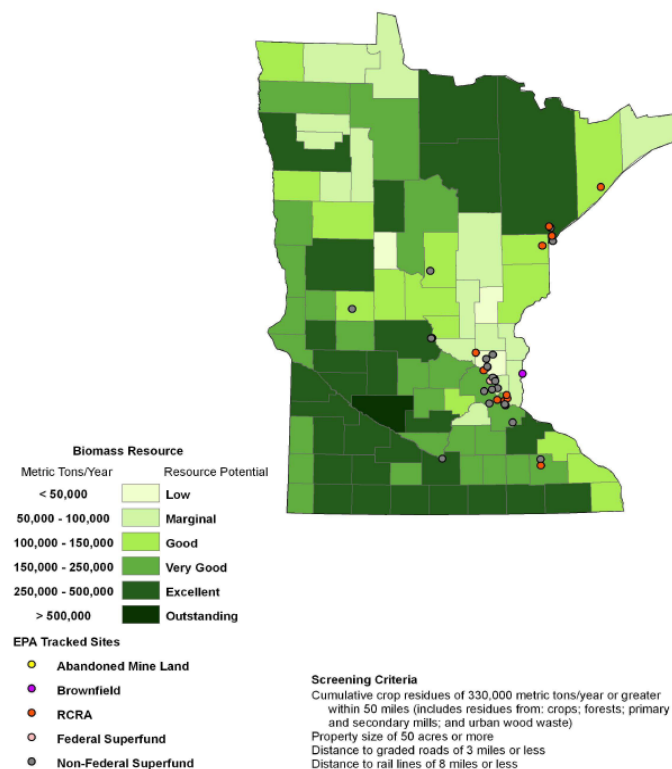 Biomass Resource
Metric Tons/Year Resource Potential
< 50,000 Low
50,000 - 100,000 Marginal
100,000 - 150,000 Good
150,000 - 250,000 Very Good
250,000 - 500,000 Excellent
> 500,000 Outstanding
EPA Tracked Sites
Abandoned Mine Land
Brownfield
RCRA
Federal Superfund
Non-Federal Superfund
Screening Criteria
Cumulative crop residues of 330,000 metric tons/year or greater
within 50 miles (includes residues from: crops; forests; primary
and secondary mills; and urban wood waste)
Property size of 50 acres or more
Distance to graded roads of 3 miles or less
Distance to rail lines of 8 miles or less